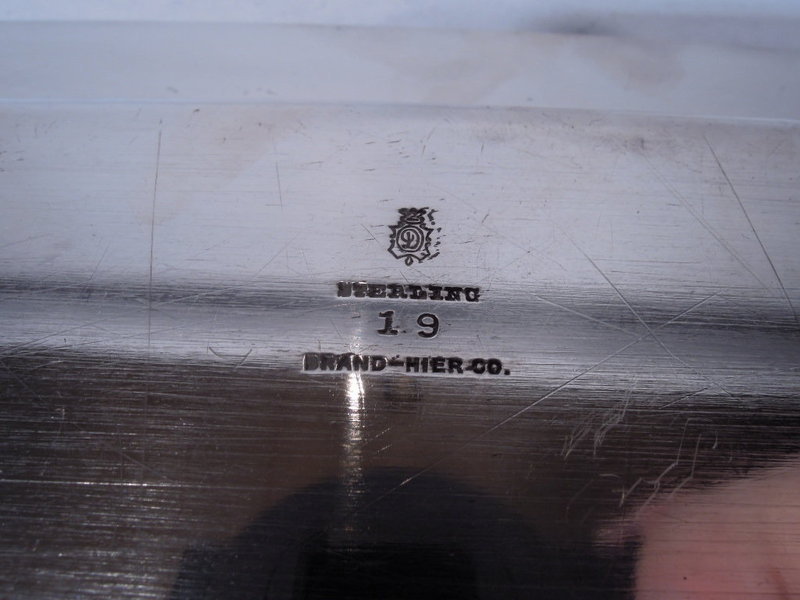 D
STERLING
19
BRAND-HIER CO.